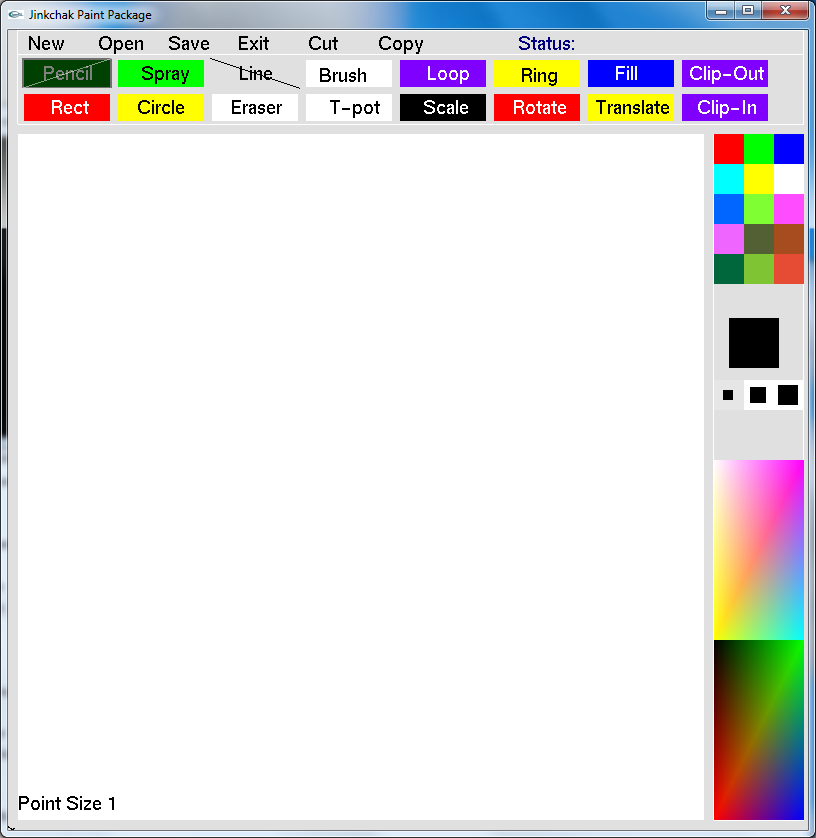 Jinkchak Paint Package
New Open Save Exit Cut Copy Status:
Pencil Spray Line Brush Loop Ring Fill Clip-Out
Rect Circle Eraser T-pot Scale Rotate Translate Clip-In
Point Size 1